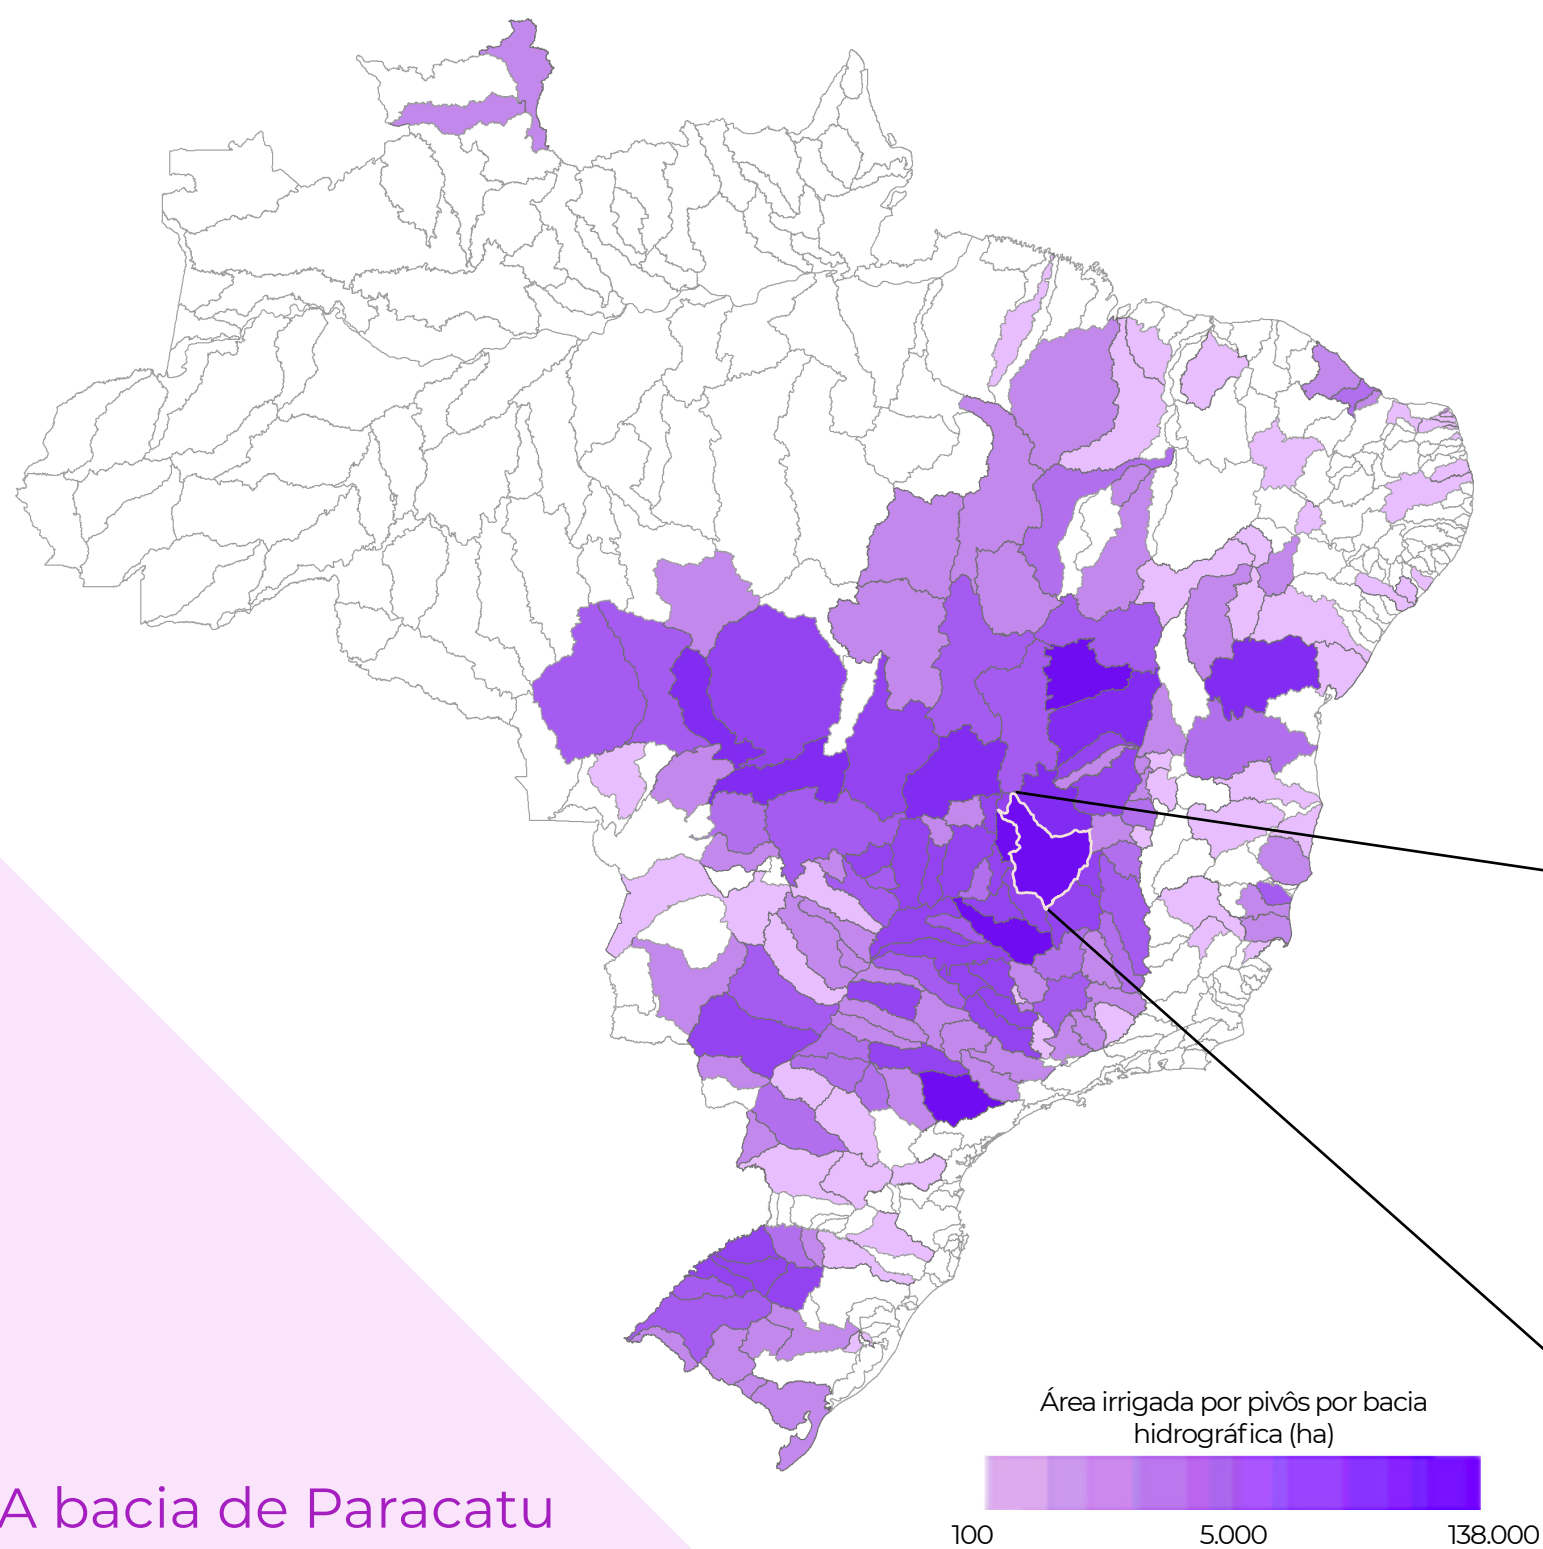 Área irrigada por pivôs por bacia
hidrográfica (ha)
100 5.000 138.000
A bacia de Paracatu